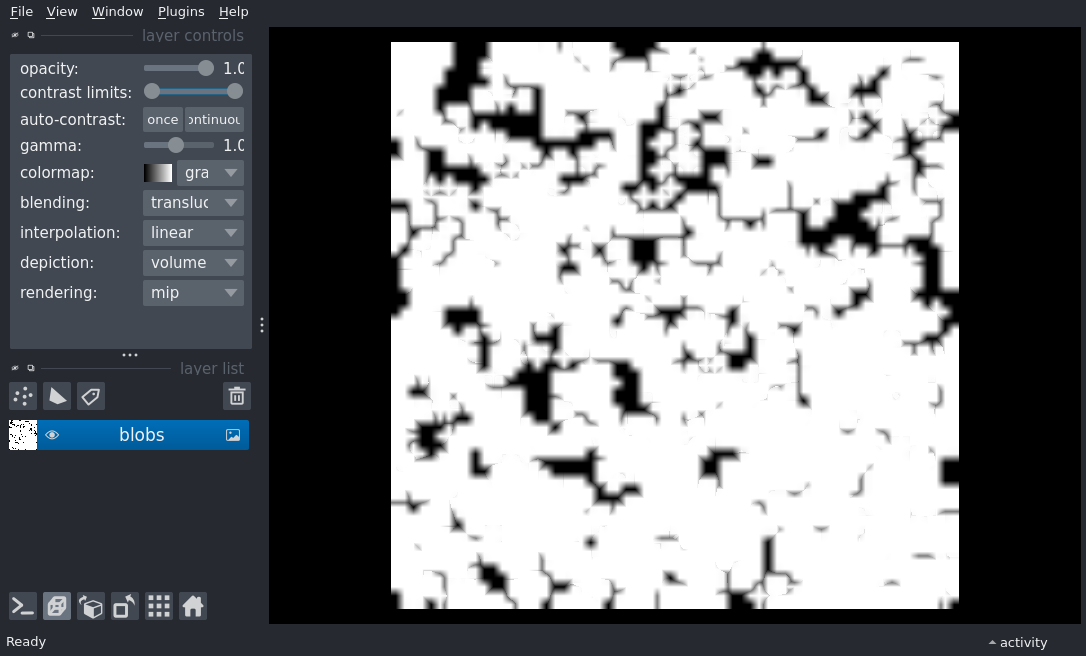 File View Window Plugins Help
layer controls
opacity: 1.0
contrast limits:
auto-contrast: once ontinuou
gamma: 1.0
colormap: gra
blending: transluc
interpolation: linear
depiction: volume
rendering: mip
layer list
blobs
Ready
activity